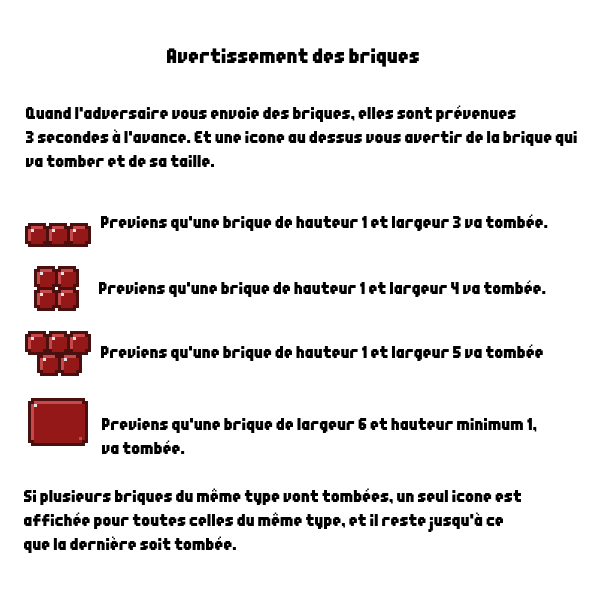 Avertissement des briques
Quand l'adversaire vous envoie des briques, elles sont prévenues
3 secondes à l'avance. Et une icone au dessus vous avertir de la brique qui
va tomber et de sa taille.
Previens qu'une brique de hauteur 1 et largeur 3 va tombée.
Previens qu'une brique de hauteur 1 et largeur 4 va tombée.
Previens qu'une brique de hauteur 1 et largeur 5 va tombée
Previens qu'une brique de largeur 6 et hauteur minimum 1,
va tombée.
Si plusieurs briques du même type vont tombées, un seul icone est
affichée pour toutes celles du même type, et il reste jusqu'à ce
que la dernière soit tombée.